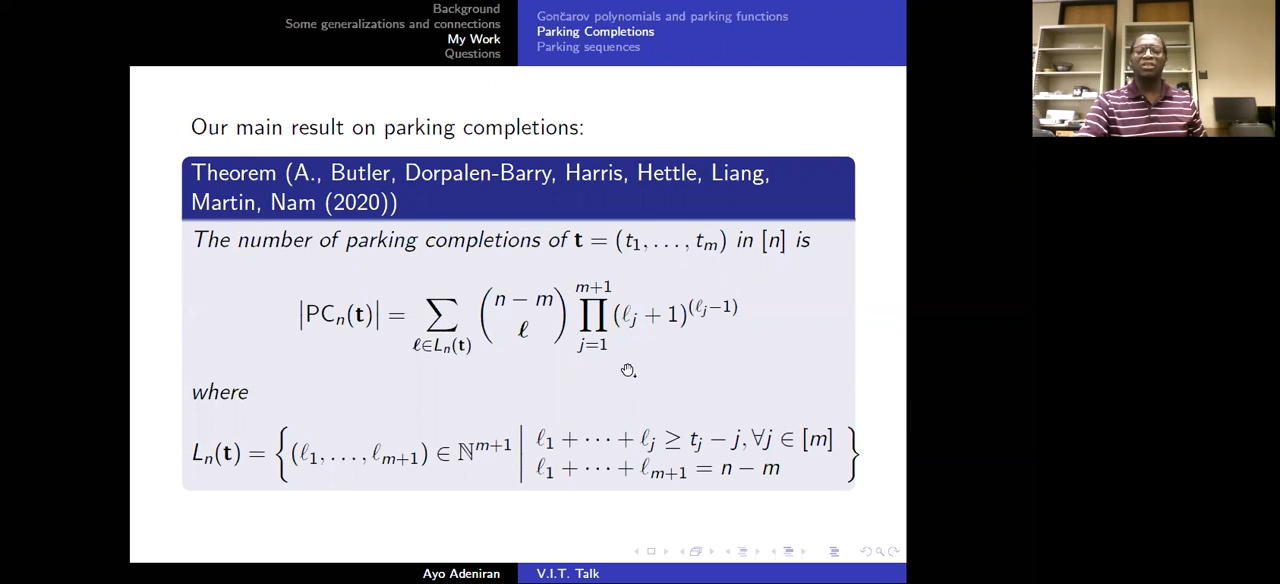 Background
Some generalizations and connections
My Work
Questions
Gončarov polynomials and parking functions
Parking Completions
Parking sequences
Our main result on parking completions:
Theorem (A., Butler, Dorpalen-Barry, Harris, Hettle, Liang,
Martin, Nam (2020))
The number of parking completions of t = (t₁, . . . , tₘ) in [n] is
|PCₙ(t)| = ∑_{ℓ∈Lₙ(t)} (n − m choose ℓ) ∏_{j=1}^{m+1} (ℓⱼ + 1)^{(ℓⱼ−1)}
where
Lₙ(t) = { (ℓ₁, . . . , ℓₘ₊₁) ∈ ℕ^{m+1} | ℓ₁ + · · · + ℓⱼ ≥ tⱼ − j, ∀j ∈ [m]
ℓ₁ + · · · + ℓₘ₊₁ = n − m }
Ayo Adeniran
V.I.T. Talk